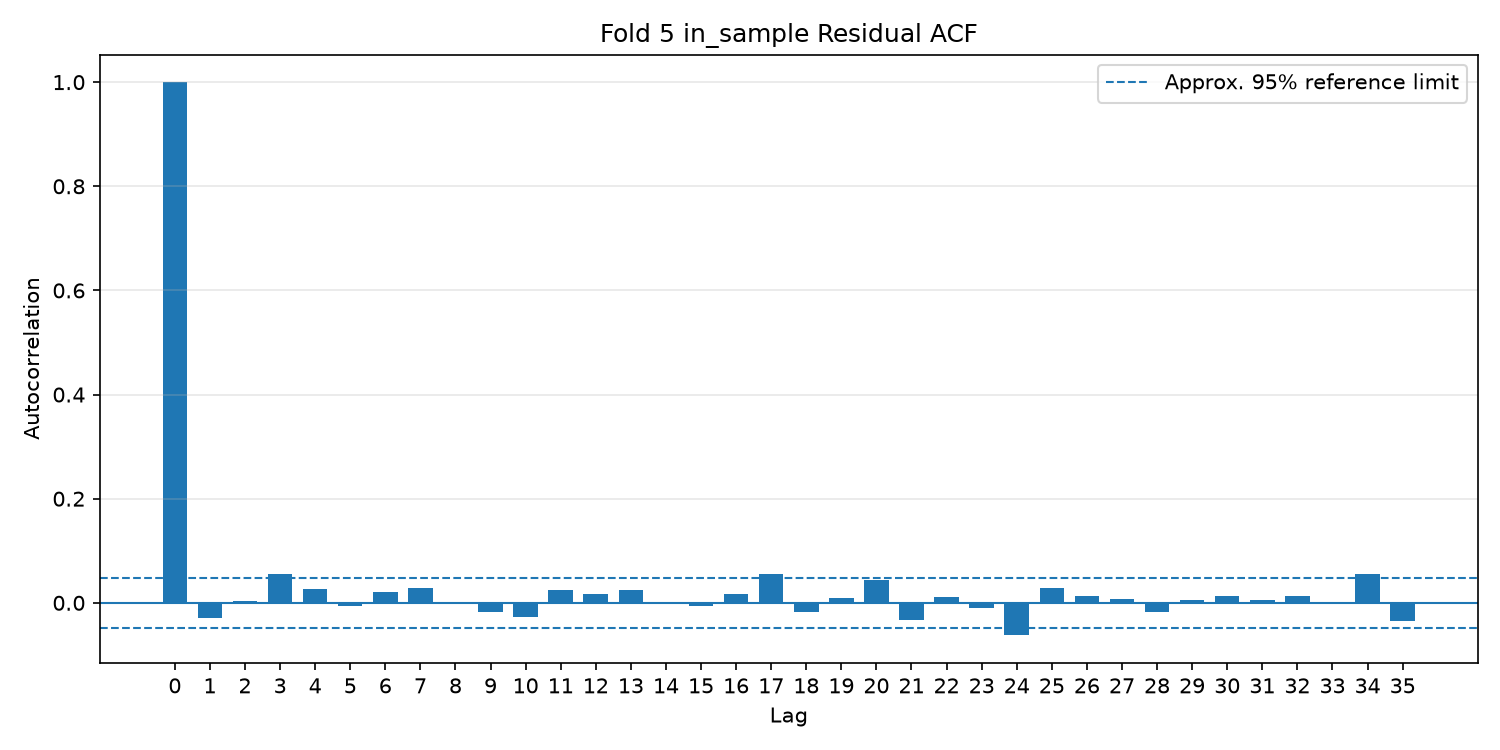 Fold 5 in_sample Residual ACF
Approx. 95% reference limit
Autocorrelation
1.0
0.8
0.6
0.4
0.2
0.0
0 1 2 3 4 5 6 7 8 9 10 11 12 13 14 15 16 17 18 19 20 21 22 23 24 25 26 27 28 29 30 31 32 33 34 35
Lag